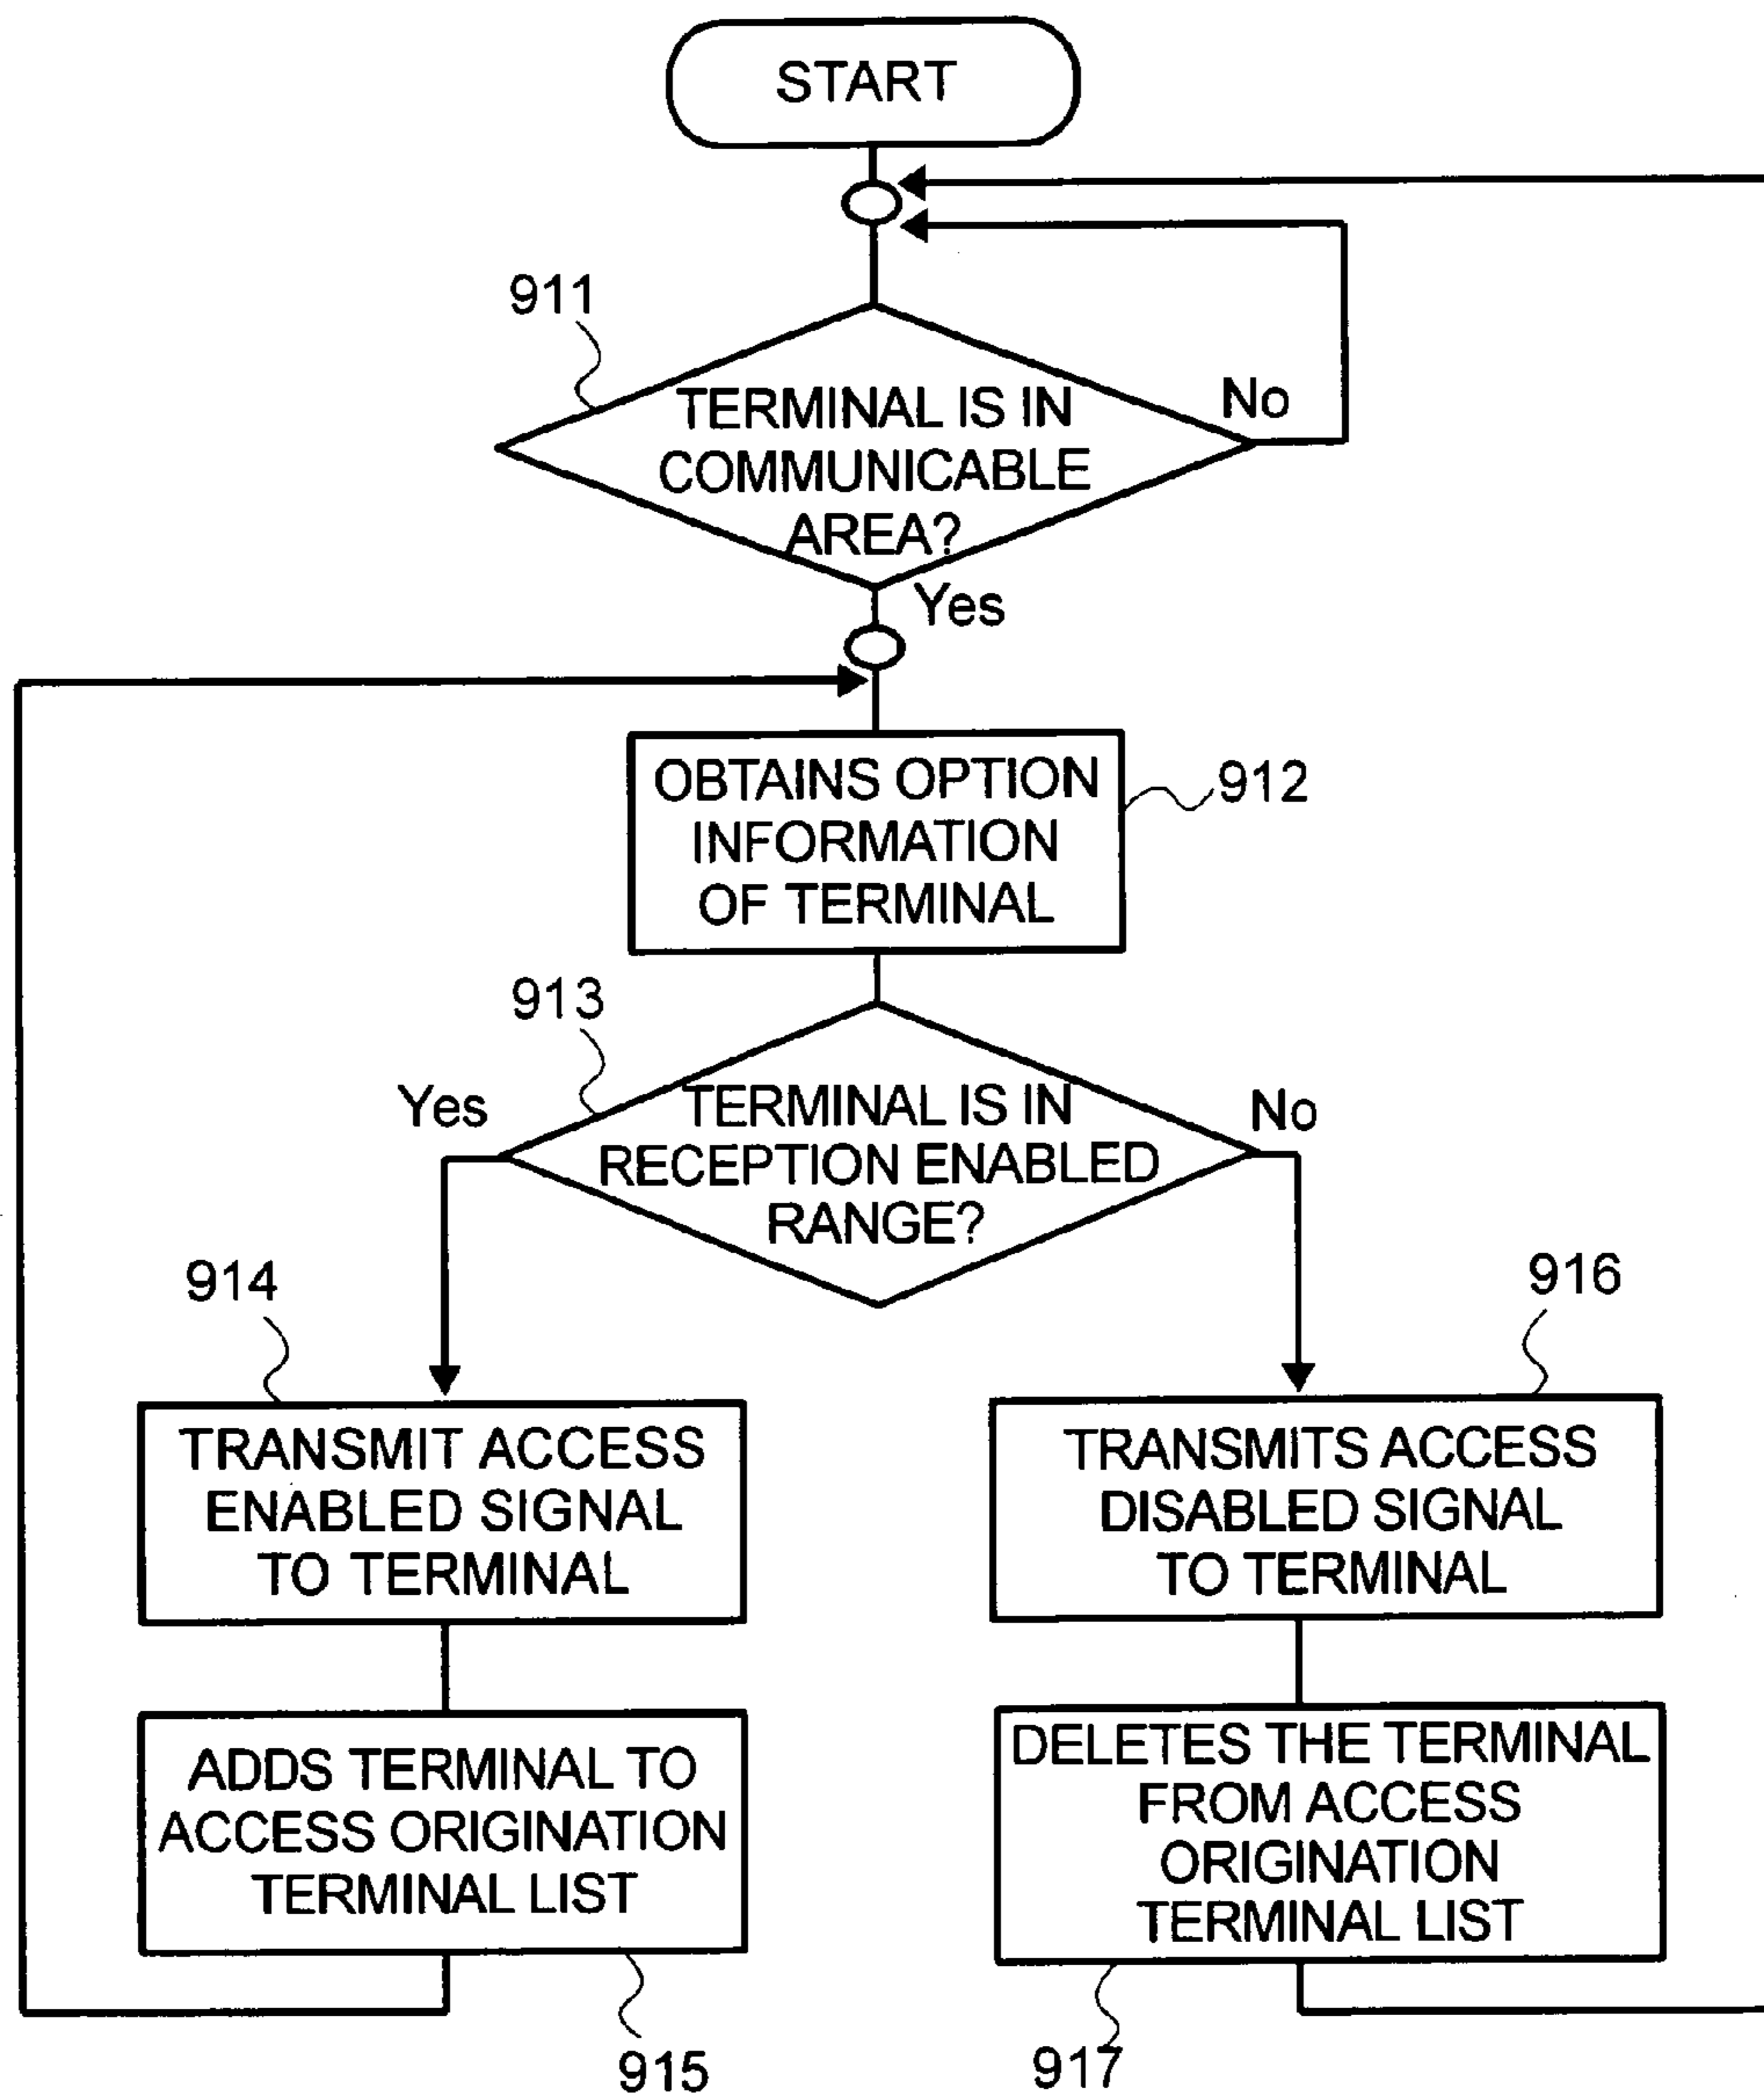 START
911
TERMINAL IS IN
COMMUNICABLE
AREA?
No
Yes
OBTAINS OPTION
INFORMATION
OF TERMINAL
912
913
Yes
TERMINAL IS IN
RECEPTION ENABLED
RANGE?
No
914
TRANSMIT ACCESS
ENABLED SIGNAL
TO TERMINAL
916
TRANSMITS ACCESS
DISABLED SIGNAL
TO TERMINAL
ADDS TERMINAL TO
ACCESS ORIGINATION
TERMINAL LIST
915
DELETES THE TERMINAL
FROM ACCESS
ORIGINATION
TERMINAL LIST
917